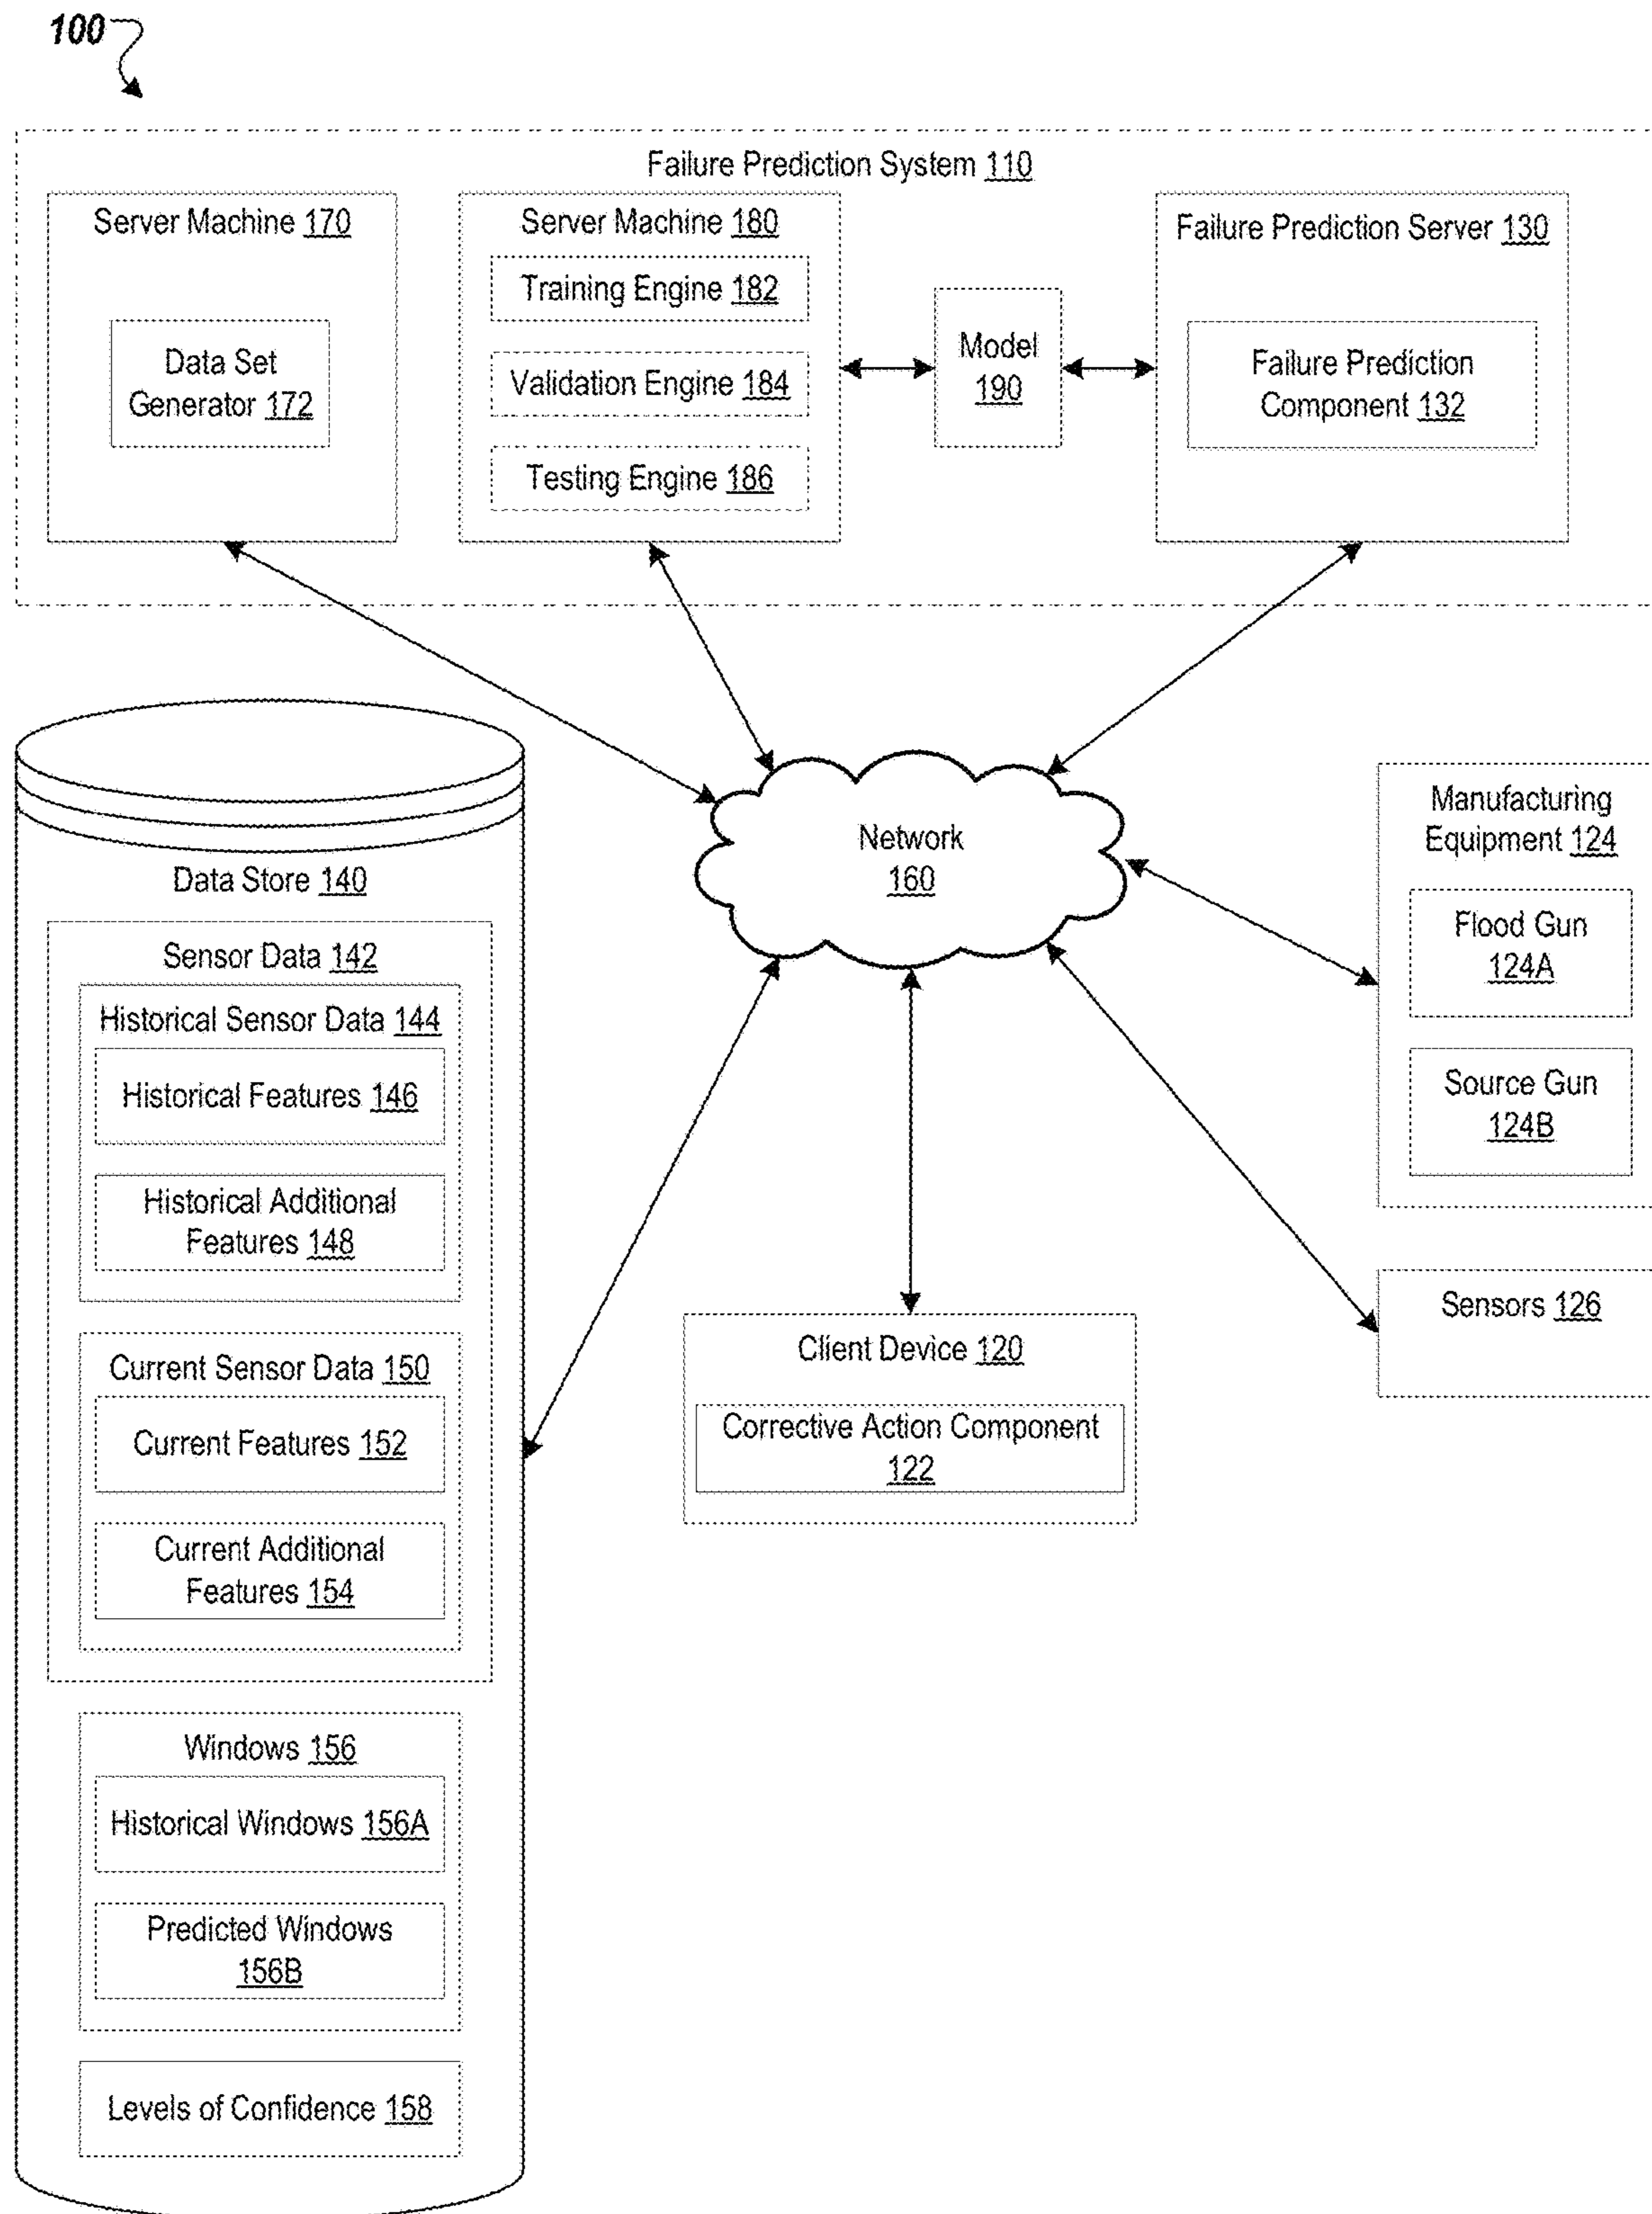 100
Failure Prediction System 110
Server Machine 170
Data Set
Generator 172
Server Machine 180
Training Engine 182
Validation Engine 184
Testing Engine 186
Model
190
Failure Prediction Server 130
Failure Prediction
Component 132
Network
160
Data Store 140
Sensor Data 142
Historical Sensor Data 144
Historical Features 146
Historical Additional
Features 148
Current Sensor Data 150
Current Features 152
Current Additional
Features 154
Windows 156
Historical Windows 156A
Predicted Windows
156B
Levels of Confidence 158
Client Device 120
Corrective Action Component
122
Manufacturing
Equipment 124
Flood Gun
124A
Source Gun
124B
Sensors 126